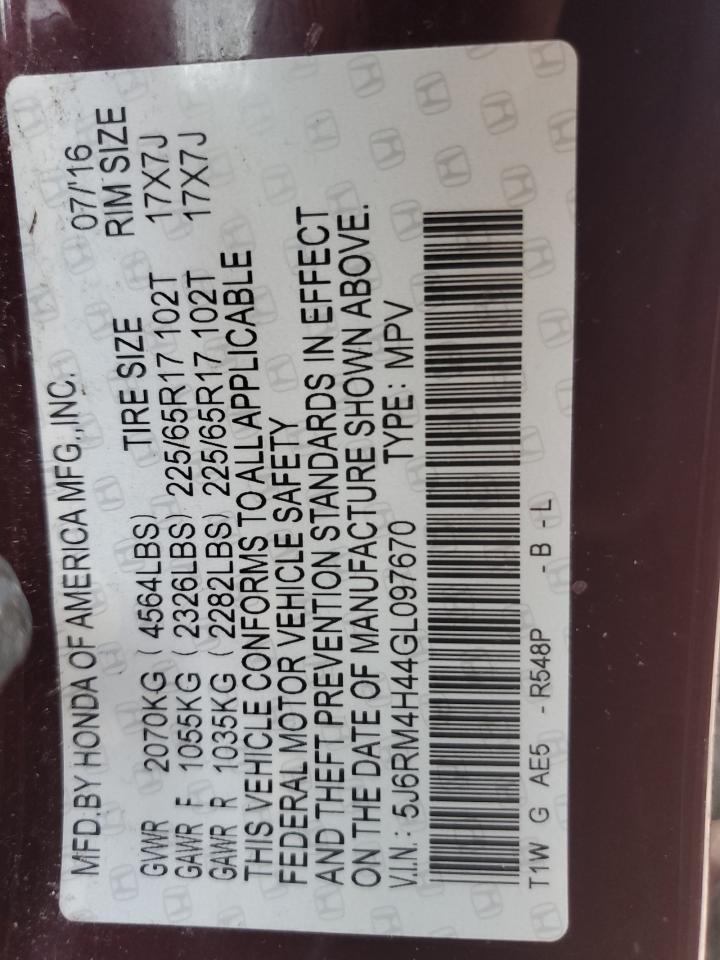 MFD.BY HONDA OF AMERICA MFG.,INC. 07/'16
TIRE SIZE RIM SIZE
GVWR 2070KG ( 4564LBS)
GAWR F 1055KG ( 2326LBS) 225/65R17 102T 17X7J
GAWR R 1035KG ( 2282LBS) 225/65R17 102T 17X7J
THIS VEHICLE CONFORMS TO ALL APPLICABLE
FEDERAL MOTOR VEHICLE SAFETY
AND THEFT PREVENTION STANDARDS IN EFFECT
ON THE DATE OF MANUFACTURE SHOWN ABOVE.
V.I.N.: 5J6RM4H44GL097670 TYPE: MPV
T1W G AE5 - R548P - B - L